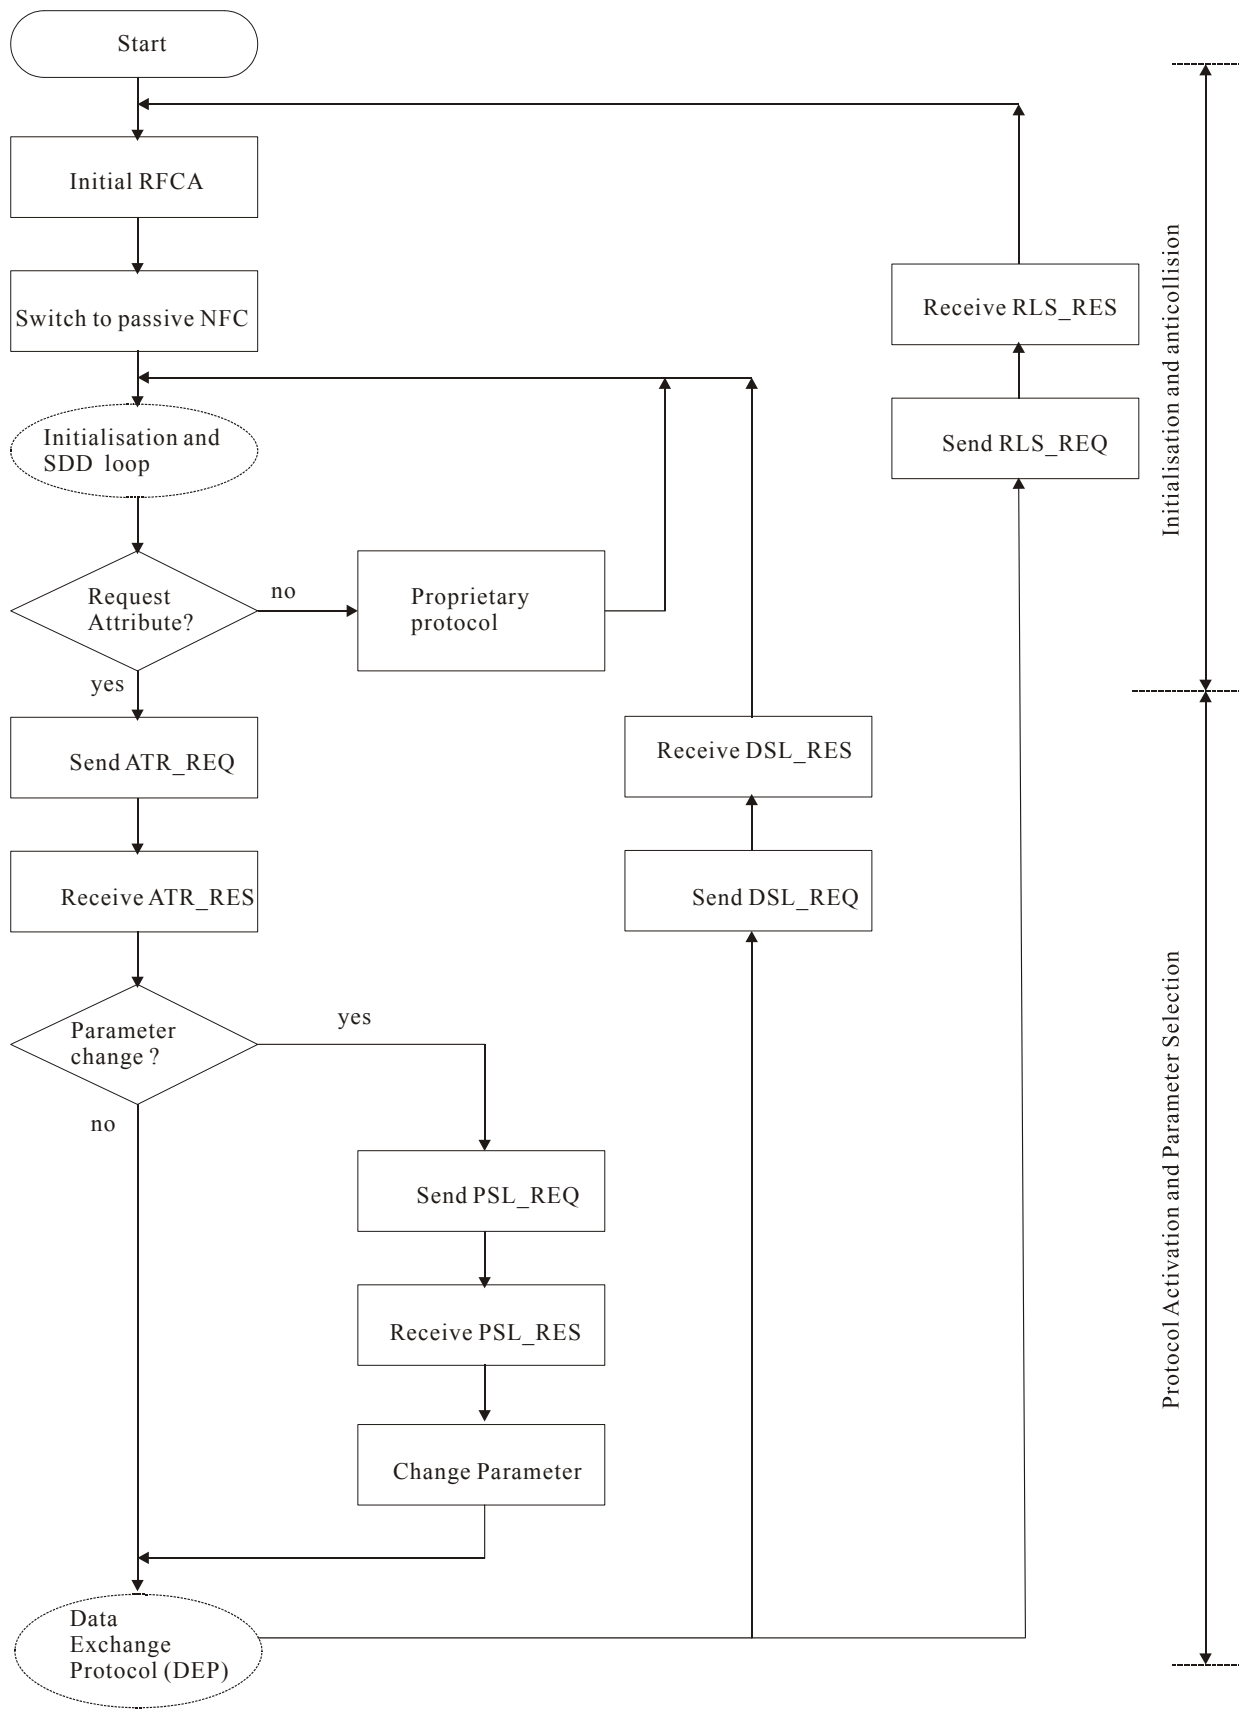 Start
Initial RFCA
Switch to passive NFC
Receive RLS_RES
Send RLS_REQ
Initialisation and anticollision
Initialisation and
SDD loop
Request
Attribute?
no
Proprietary
protocol
yes
Send ATR_REQ
Receive DSL_RES
Receive ATR_RES
Send DSL_REQ
Parameter
change ?
yes
no
Protocol Activation and Parameter Selection
Send PSL_REQ
Receive PSL_RES
Change Parameter
Data
Exchange
Protocol (DEP)